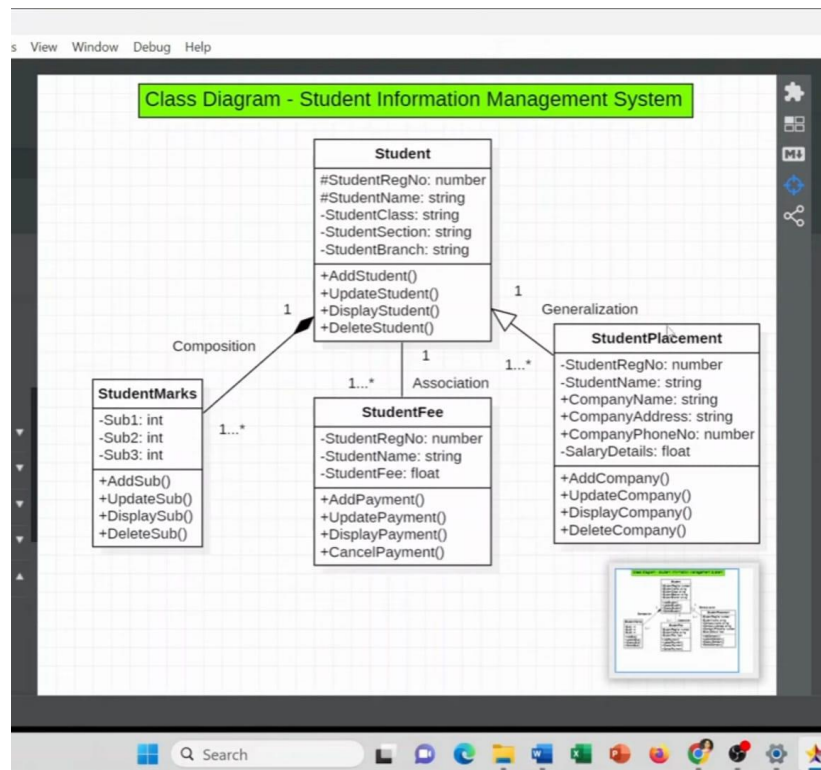 s View Window Debug Help
Class Diagram - Student Information Management System
Student
#StudentRegNo: number
#StudentName: string
-StudentClass: string
-StudentSection: string
-StudentBranch: string
+AddStudent()
+UpdateStudent()
+DisplayStudent()
+DeleteStudent()
1
Composition
1...*
1
1...*
Association
1
Generalization
1...*
StudentMarks
-Sub1: int
-Sub2: int
-Sub3: int
+AddSub()
+UpdateSub()
+DisplaySub()
+DeleteSub()
StudentFee
-StudentRegNo: number
-StudentName: string
-StudentFee: float
+AddPayment()
+UpdatePayment()
+DisplayPayment()
+CancelPayment()
StudentPlacement
-StudentRegNo: number
-StudentName: string
+CompanyName: string
+CompanyAddress: string
+CompanyPhoneNo: number
-SalaryDetails: float
+AddCompany()
+UpdateCompany()
+DisplayCompany()
+DeleteCompany()
M
Search
W
X
P